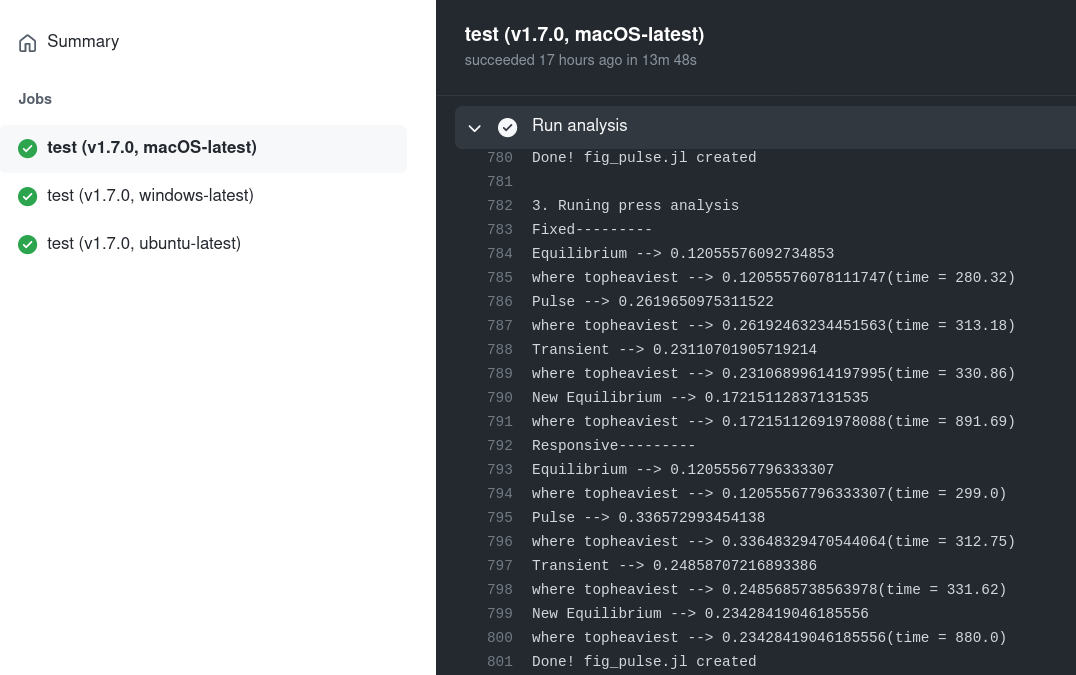 Summary
Jobs
test (v1.7.0, macOS-latest)
test (v1.7.0, windows-latest)
test (v1.7.0, ubuntu-latest)
test (v1.7.0, macOS-latest)
succeeded 17 hours ago in 13m 48s
Run analysis
780 Done! fig_pulse.jl created
781
782 3. Runing press analysis
783 Fixed---------
784 Equilibrium --> 0.12055576092734853
785 where topheaviest --> 0.12055576078111747(time = 280.32)
786 Pulse --> 0.2619650975311522
787 where topheaviest --> 0.26192463234451563(time = 313.18)
788 Transient --> 0.23110701905719214
789 where topheaviest --> 0.23106899614197995(time = 330.86)
790 New Equilibrium --> 0.17215112837131535
791 where topheaviest --> 0.17215112691978088(time = 891.69)
792 Responsive---------
793 Equilibrium --> 0.12055567796333307
794 where topheaviest --> 0.12055567796333307(time = 299.0)
795 Pulse --> 0.336572993454138
796 where topheaviest --> 0.33648329470544064(time = 312.75)
797 Transient --> 0.24858707216893386
798 where topheaviest --> 0.2485685738563978(time = 331.62)
799 New Equilibrium --> 0.23428419046185556
800 where topheaviest --> 0.23428419046185556(time = 880.0)
801 Done! fig_pulse.jl created